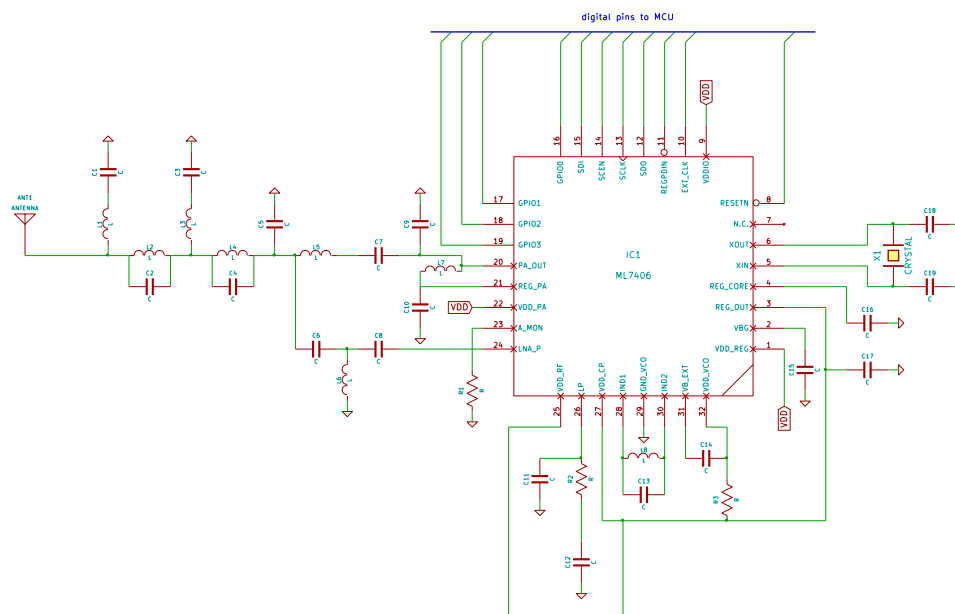 digital pins to MCU
VDD
16
15
14
13
12
11
10
9
GPIO0
SDI
SCEN
SCLK
SDO
REGPDIN
EXT_CLK
VDDIO
C1
C
C3
C
ANT1
ANTENNA
L1
L
L3
L
C5
C
C9
C
L2
L
L4
L
L5
L
C7
C
C2
C
C4
C
L7
L
C10
C
VDD
C6
C
C8
C
L6
L
R1
R
17
GPIO1
18
GPIO2
19
GPIO3
20
PA_OUT
21
REG_PA
22
VDD_PA
23
A_MON
24
LNA_P
IC1
ML7406
RESETN
8
N.C.
7
XOUT
6
XIN
5
REG_CORE
4
REG_OUT
3
VBG
2
VDD_REG
1
C18
C
X1
CRYSTAL
C19
C
C16
C
C15
C
C17
C
VDD
VDD_RF
LP
VDD_CP
IND1
GND_VCO
IND2
VB_EXT
VDD_VCO
25
26
27
28
29
30
31
32
C11
C
R2
R
L8
L
C13
C
C14
C
R3
R
C12
C